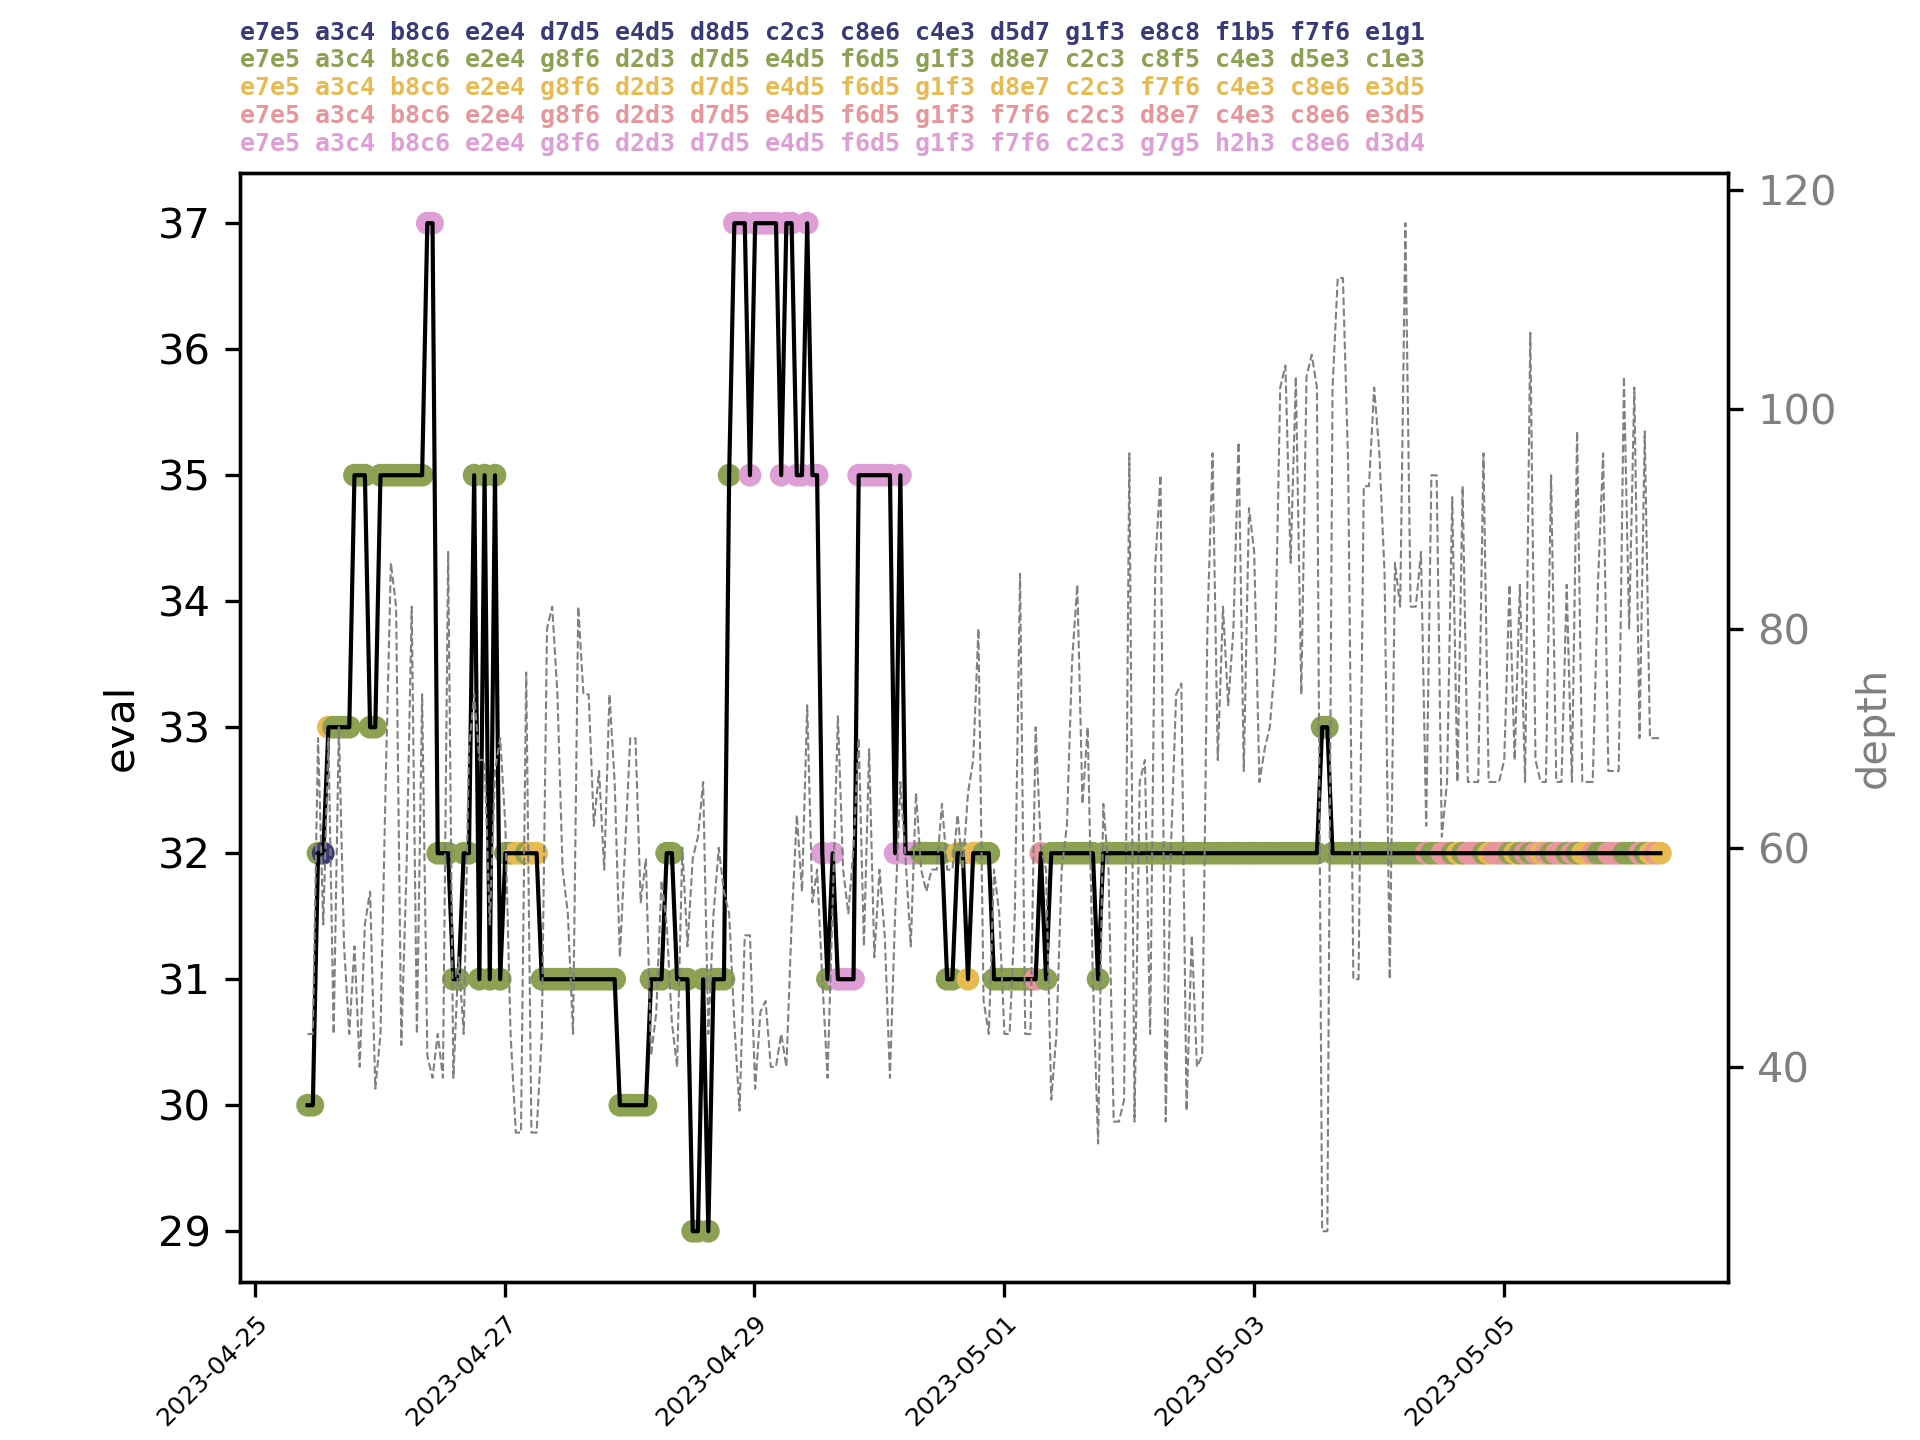 e7e5 a3c4 b8c6 e2e4 d7d5 e4d5 d8d5 c2c3 c8e6 c4e3 d5d7 g1f3 e8c8 f1b5 f7f6 e1g1
e7e5 a3c4 b8c6 e2e4 g8f6 d2d3 d7d5 e4d5 f6d5 g1f3 d8e7 c2c3 c8f5 c4e3 d5e3 c1e3
e7e5 a3c4 b8c6 e2e4 g8f6 d2d3 d7d5 e4d5 f6d5 g1f3 d8e7 c2c3 f7f6 c4e3 c8e6 e3d5
e7e5 a3c4 b8c6 e2e4 g8f6 d2d3 d7d5 e4d5 f6d5 g1f3 f7f6 c2c3 d8e7 c4e3 c8e6 e3d5
e7e5 a3c4 b8c6 e2e4 g8f6 d2d3 d7d5 e4d5 f6d5 g1f3 f7f6 c2c3 g7g5 h2h3 c8e6 d3d4
37
36
35
34
33
32
31
30
29
eval
120
100
80
60
40
depth
2023-04-25
2023-04-27
2023-04-29
2023-05-01
2023-05-03
2023-05-05